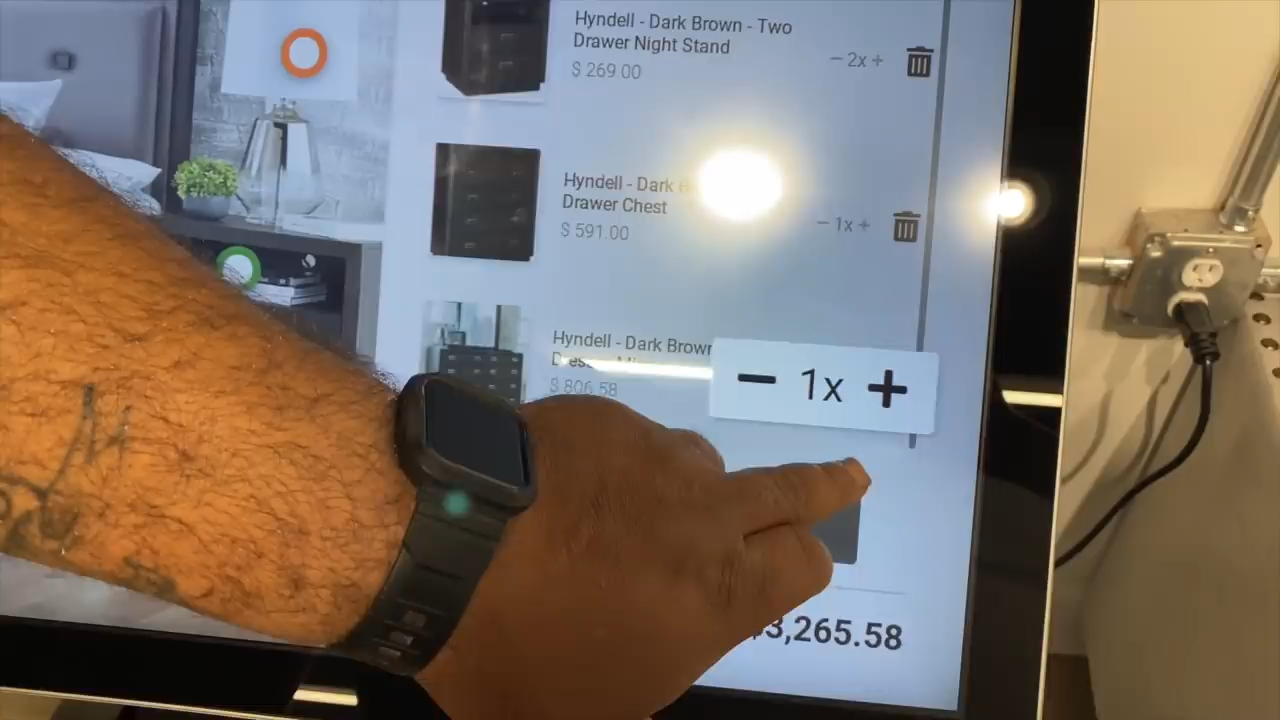 Hyndell - Dark Brown - Two
Drawer Night Stand
$ 269 00
− 2x +
Hyndell - Dark
Drawer Chest
$ 591.00
− 1x +
Hyndell - Dark Brown
$ 806.58
− 1x +
3,265.58